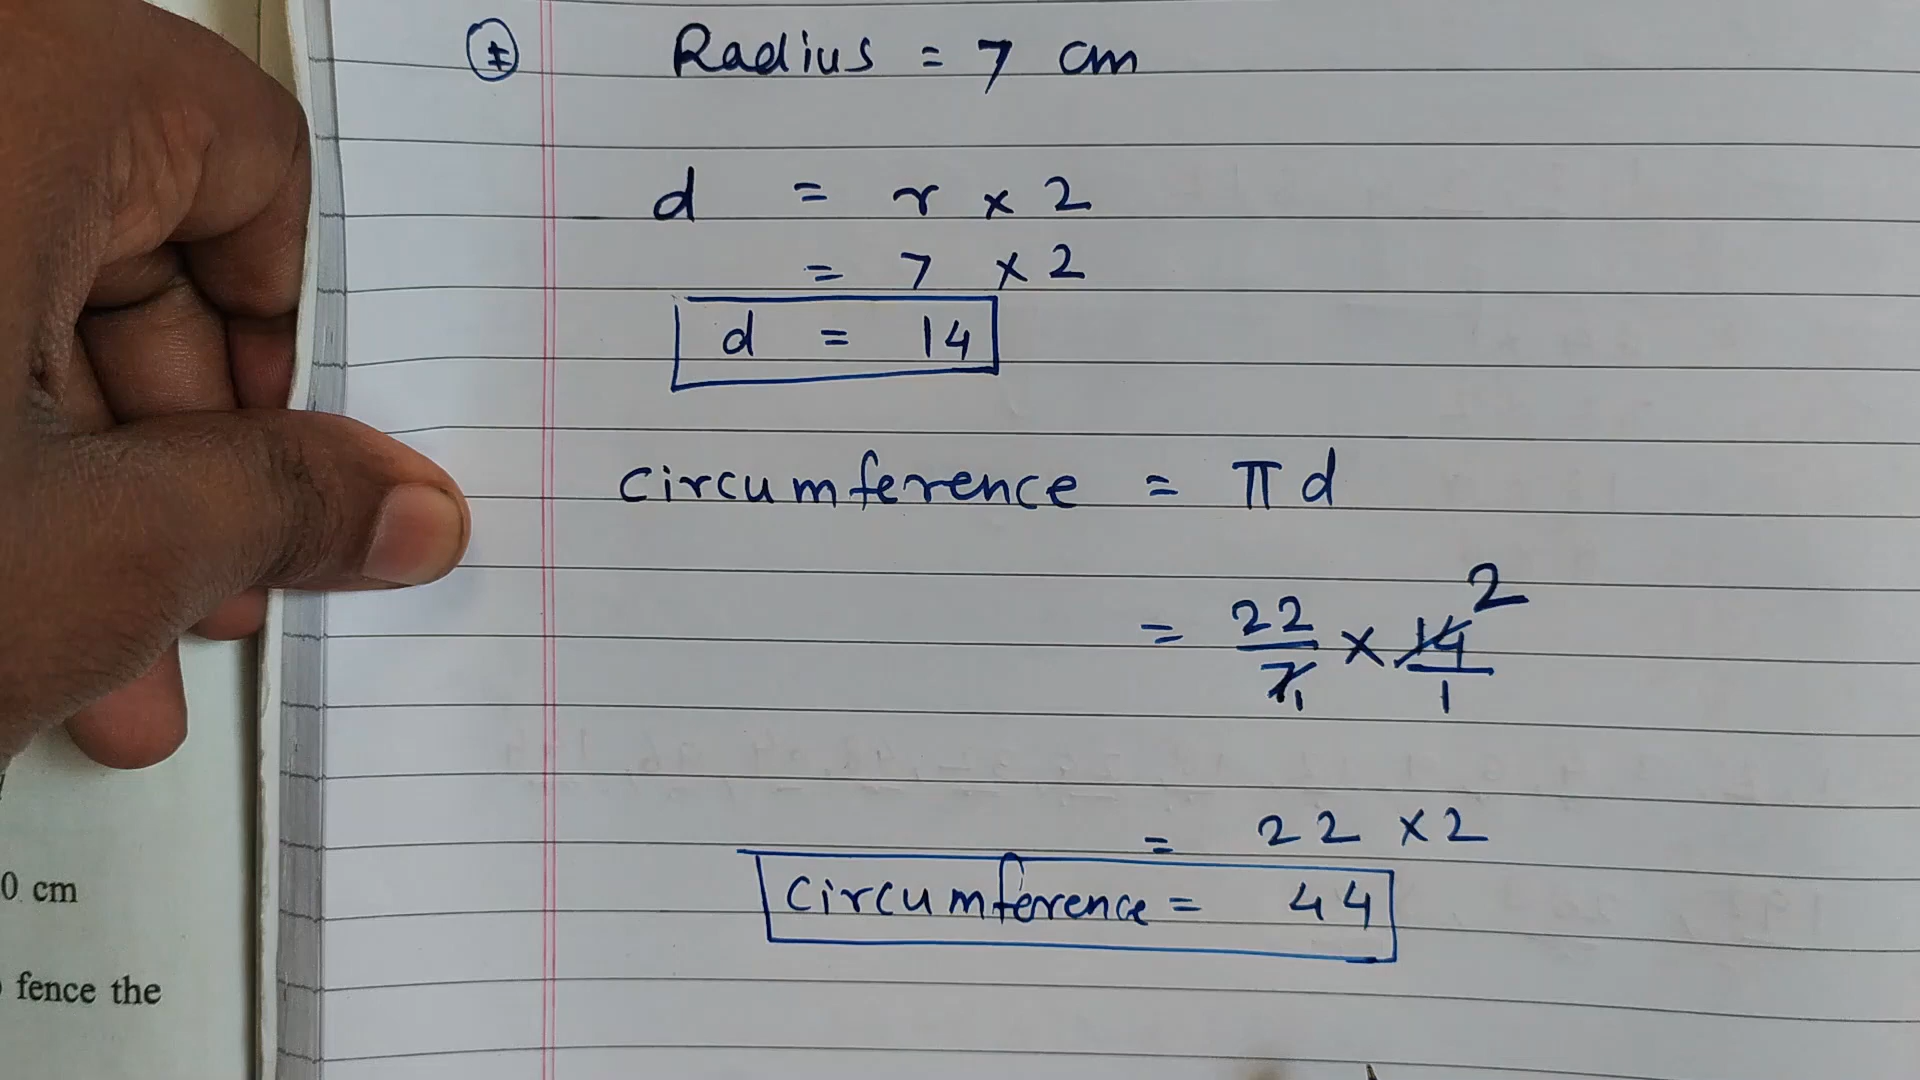 Radius = 7 cm
d = r × 2
= 7 × 2
d = 14
circumference = π d
= 22/7 1 × 14/1 2
= 22 × 2
Circumference = 44
0 cm
fence the